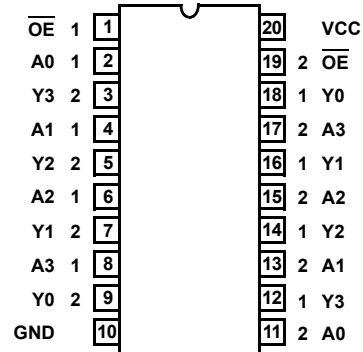 OE 1 1 20 VCC
A0 1 2 19 2 OE
Y3 2 3 18 1 Y0
A1 1 4 17 2 A3
Y2 2 5 16 1 Y1
A2 1 6 15 2 A2
Y1 2 7 14 1 Y2
A3 1 8 13 2 A1
Y0 2 9 12 1 Y3
GND 10 11 2 A0